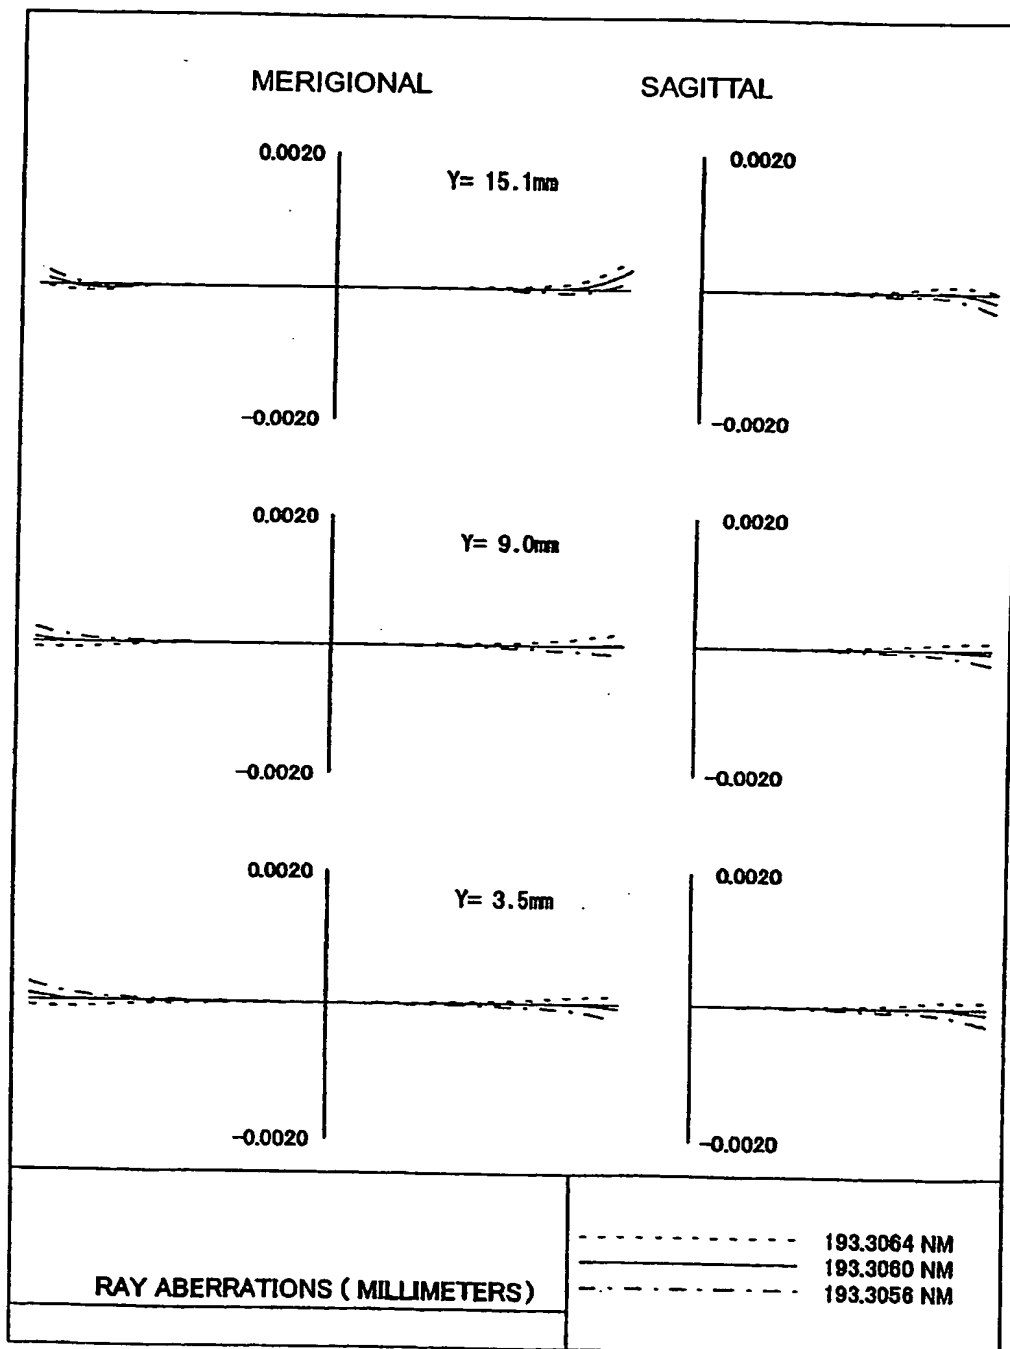 MERIGIONAL SAGITTAL
0.0020 0.0020
Y= 15.1mm
-0.0020 -0.0020
0.0020 0.0020
Y= 9.0mm
-0.0020 -0.0020
0.0020 0.0020
Y= 3.5mm
-0.0020 -0.0020
193.3064 NM
193.3060 NM
RAY ABERRATIONS ( MILLIMETERS) 193.3056 NM